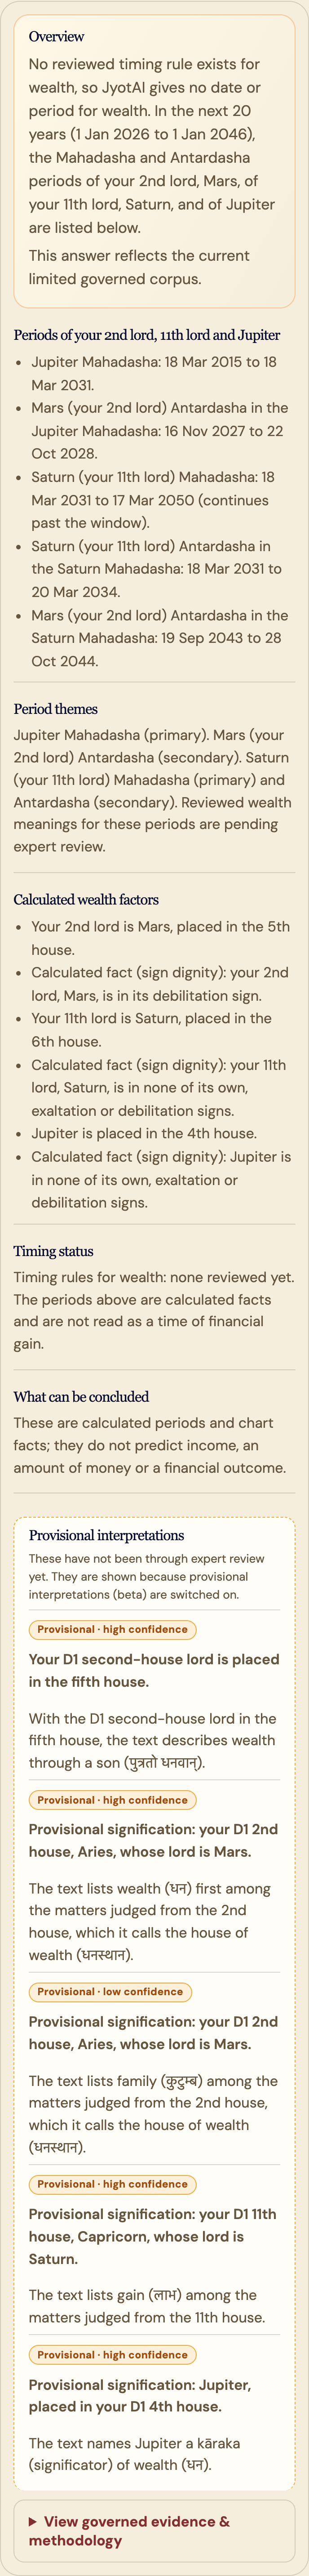 Overview
No reviewed timing rule exists for
wealth, so JyotAI gives no date or
period for wealth. In the next 20
years (1 Jan 2026 to 1 Jan 2046),
the Mahadasha and Antardasha
periods of your 2nd lord, Mars, of
your 11th lord, Saturn, and of Jupiter
are listed below.
This answer reflects the current
limited governed corpus.
Periods of your 2nd lord, 11th lord and Jupiter
• Jupiter Mahadasha: 18 Mar 2015 to 18
Mar 2031.
• Mars (your 2nd lord) Antardasha in the
Jupiter Mahadasha: 16 Nov 2027 to 22
Oct 2028.
• Saturn (your 11th lord) Mahadasha: 18
Mar 2031 to 17 Mar 2050 (continues
past the window).
• Saturn (your 11th lord) Antardasha in
the Saturn Mahadasha: 18 Mar 2031 to
20 Mar 2034.
• Mars (your 2nd lord) Antardasha in the
Saturn Mahadasha: 19 Sep 2043 to 28
Oct 2044.
Period themes
Jupiter Mahadasha (primary). Mars (your
2nd lord) Antardasha (secondary). Saturn
(your 11th lord) Mahadasha (primary) and
Antardasha (secondary). Reviewed wealth
meanings for these periods are pending
expert review.
Calculated wealth factors
• Your 2nd lord is Mars, placed in the 5th
house.
• Calculated fact (sign dignity): your 2nd
lord, Mars, is in its debilitation sign.
• Your 11th lord is Saturn, placed in the
6th house.
• Calculated fact (sign dignity): your 11th
lord, Saturn, is in none of its own,
exaltation or debilitation signs.
• Jupiter is placed in the 4th house.
• Calculated fact (sign dignity): Jupiter is
in none of its own, exaltation or
debilitation signs.
Timing status
Timing rules for wealth: none reviewed yet.
The periods above are calculated facts
and are not read as a time of financial
gain.
What can be concluded
These are calculated periods and chart
facts; they do not predict income, an
amount of money or a financial outcome.
Provisional interpretations
These have not been through expert review
yet. They are shown because provisional
interpretations (beta) are switched on.
Provisional · high confidence
Your D1 second-house lord is placed
in the fifth house.
With the D1 second-house lord in the
fifth house, the text describes wealth
through a son (पुत्रतो धनवान्).
Provisional · high confidence
Provisional signification: your D1 2nd
house, Aries, whose lord is Mars.
The text lists wealth (धन) first among
the matters judged from the 2nd
house, which it calls the house of
wealth (धनस्थान).
Provisional · low confidence
Provisional signification: your D1 2nd
house, Aries, whose lord is Mars.
The text lists family (कुटुम्ब) among the
matters judged from the 2nd house,
which it calls the house of wealth
(धनस्थान).
Provisional · high confidence
Provisional signification: your D1 11th
house, Capricorn, whose lord is
Saturn.
The text lists gain (लाभ) among the
matters judged from the 11th house.
Provisional · high confidence
Provisional signification: Jupiter,
placed in your D1 4th house.
The text names Jupiter a kāraka
(significator) of wealth (धन).
▶ View governed evidence &
methodology